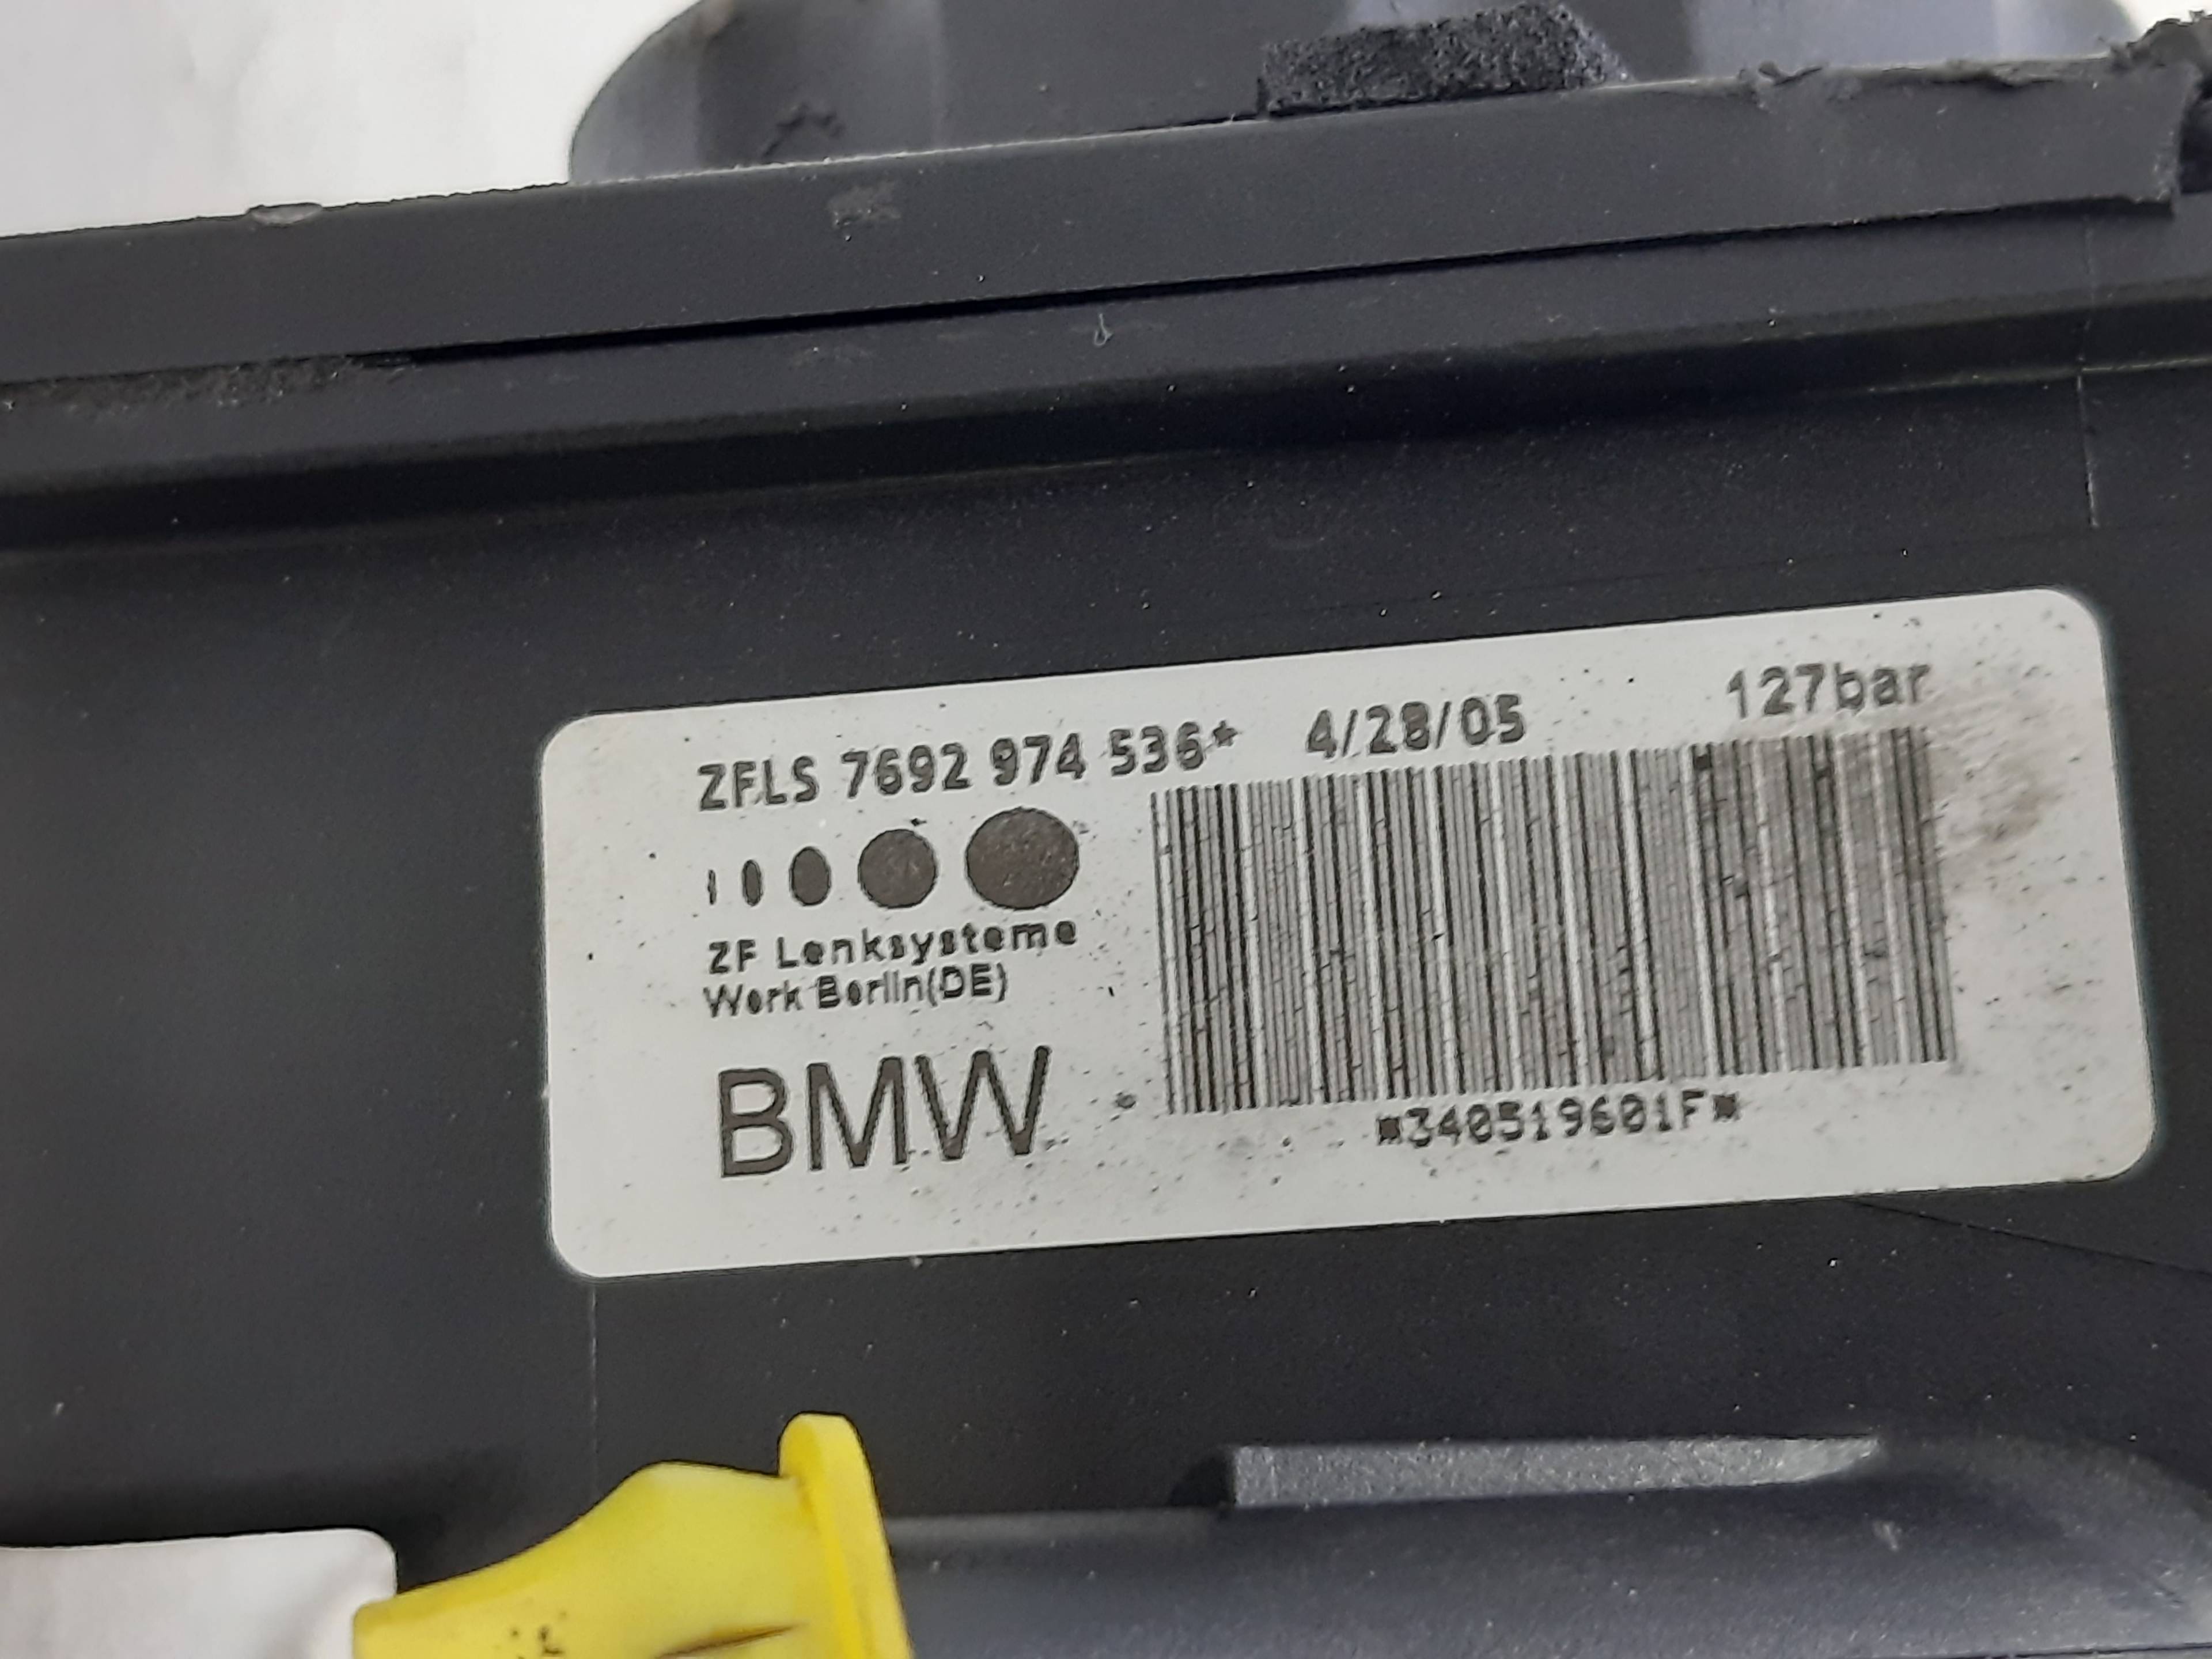 ZFLS 7692 974 536* 4/28/05 127bar
ZF Lenksysteme
Werk Berlin(DE)
BMW
*340519601F*